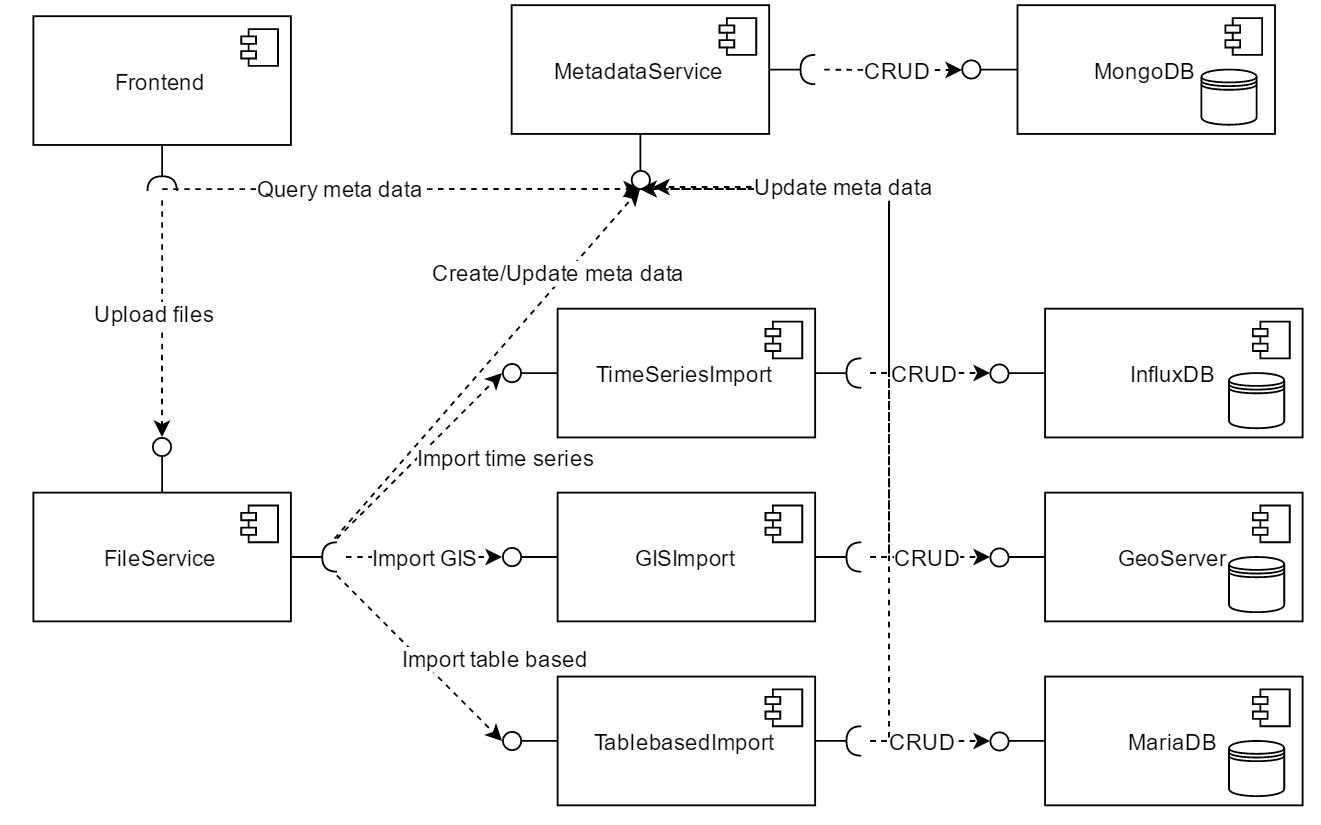 Frontend
MetadataService
CRUD
MongoDB
Query meta data
Update meta data
Create/Update meta data
Upload files
TimeSeriesImport
CRUD
InfluxDB
Import time series
FileService
Import GIS
GISImport
CRUD
GeoServer
Import table based
TablebasedImport
CRUD
MariaDB